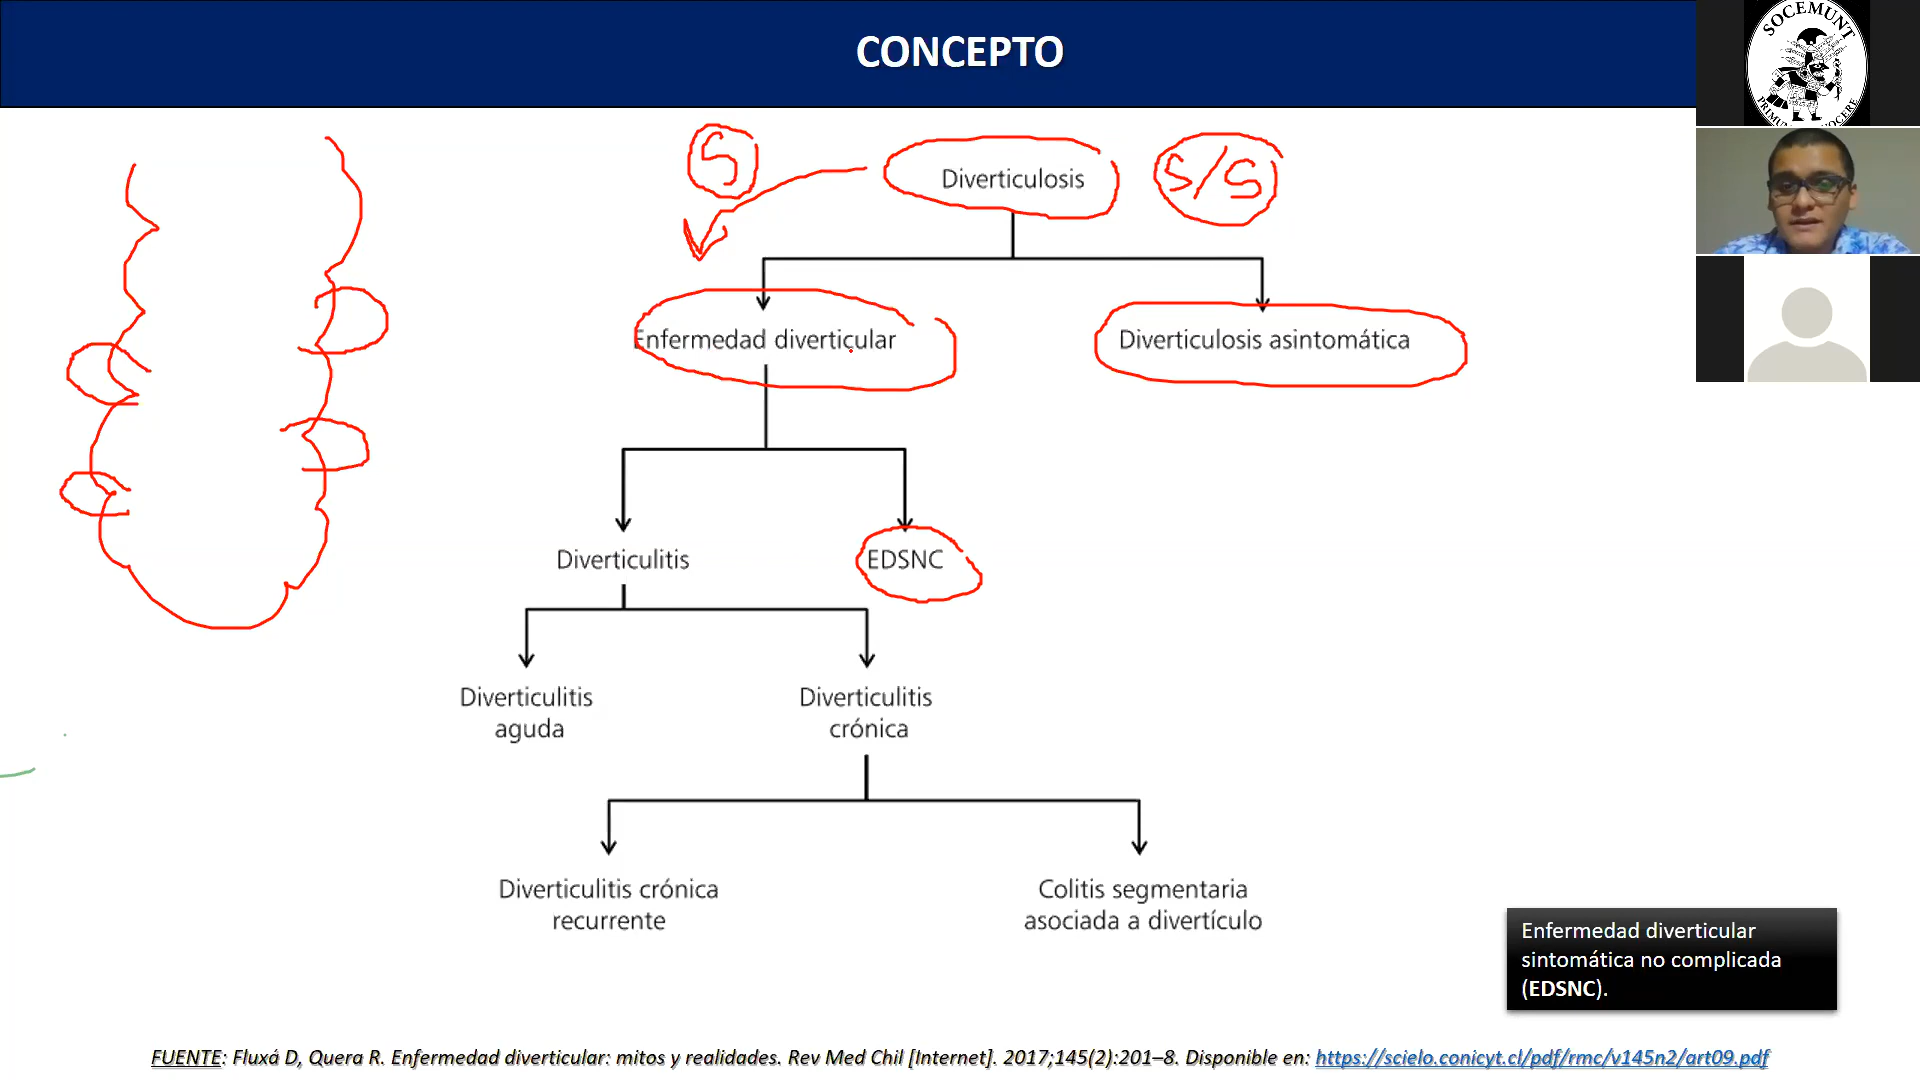 CONCEPTO
SOCEMUNT
S
Diverticulosis
S/S
Enfermedad diverticular
Diverticulosis asintomática
Diverticulitis
EDSNC
Diverticulitis
aguda
Diverticulitis
crónica
Diverticulitis crónica
recurrente
Colitis segmentaria
asociada a divertículo
Enfermedad diverticular
sintomática no complicada
(EDSNC).
FUENTE: Fluxá D, Quera R. Enfermedad diverticular: mitos y realidades. Rev Med Chil [Internet]. 2017;145(2):201–8. Disponible en: https://scielo.conicyt.cl/pdf/rmc/v145n2/art09.pdf